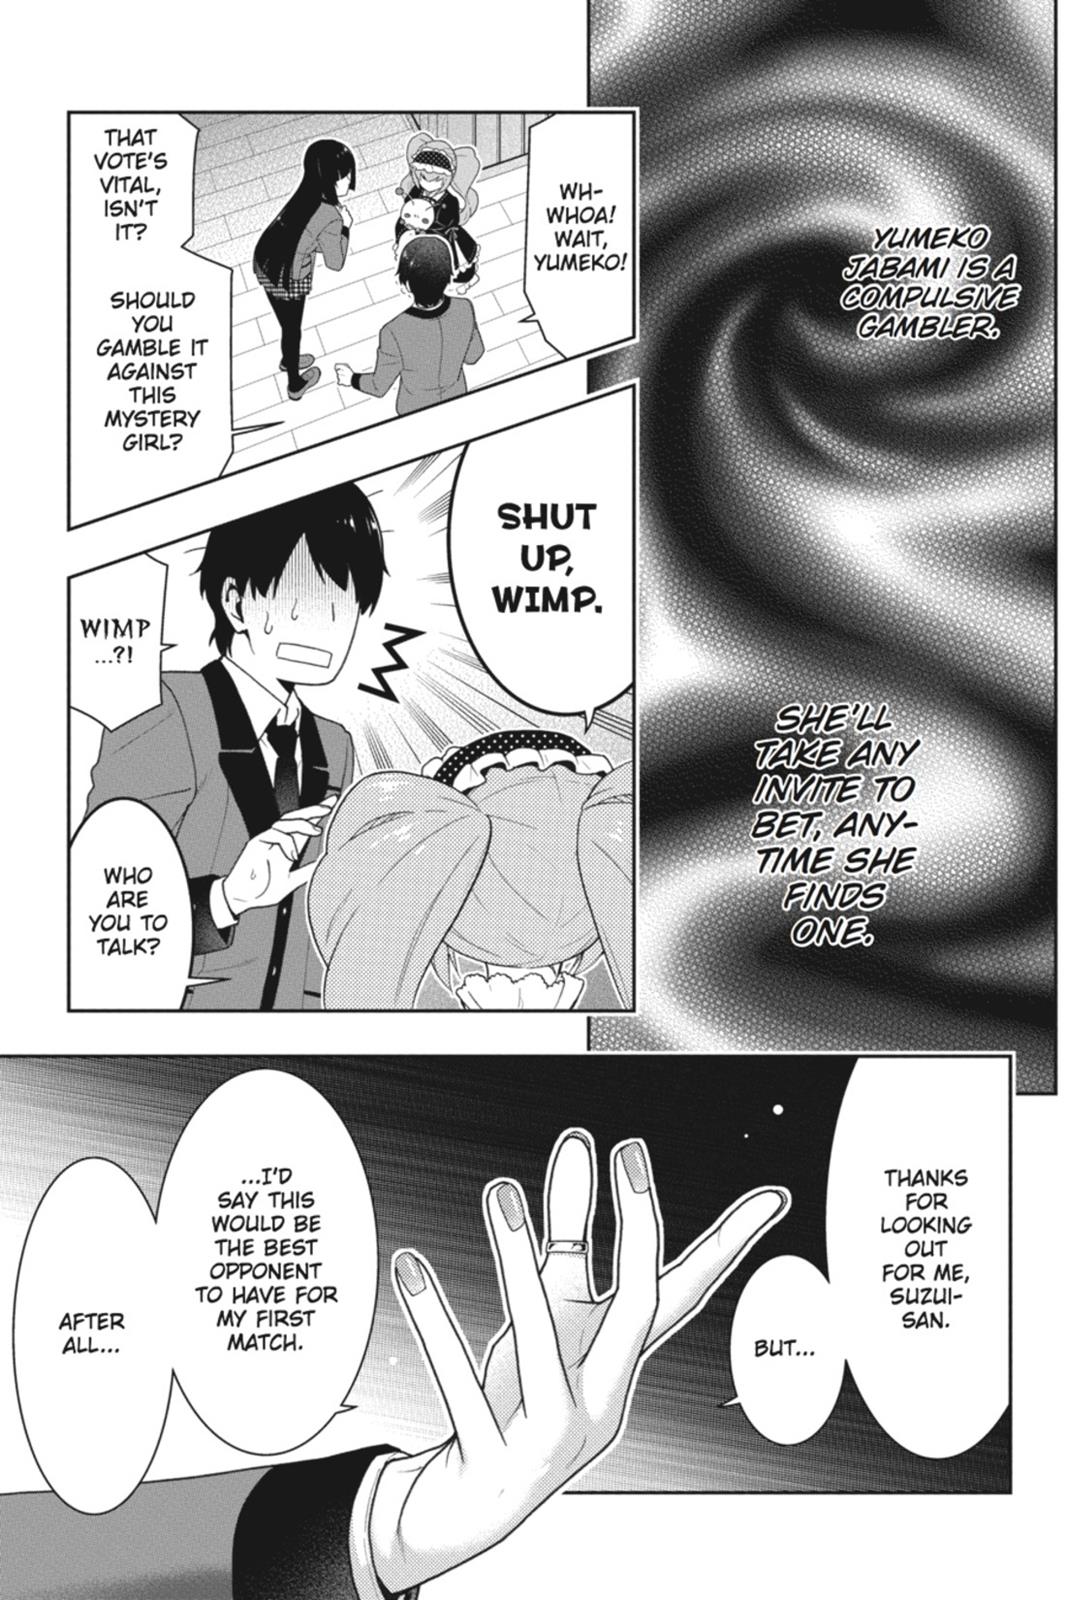 YUMEKO
JABAMI IS A
COMPULSIVE
GAMBLER.
SHE'LL
TAKE ANY
INVITE TO
BET, ANY-
TIME SHE
FINDS
ONE.
WH-
WHOA!
WAIT,
YUMEKO!
THAT
VOTE'S
VITAL,
ISN'T
IT?
SHOULD
YOU
GAMBLE IT
AGAINST
THIS
MYSTERY
GIRL?
SHUT
UP,
WIMP.
WIMP
...?!
WHO
ARE
YOU TO
TALK?
THANKS
FOR
LOOKING
OUT
FOR ME,
SUZUI-
SAN.
BUT...
...I'D
SAY THIS
WOULD BE
THE BEST
OPPONENT
TO HAVE FOR
MY FIRST
MATCH.
AFTER
ALL...